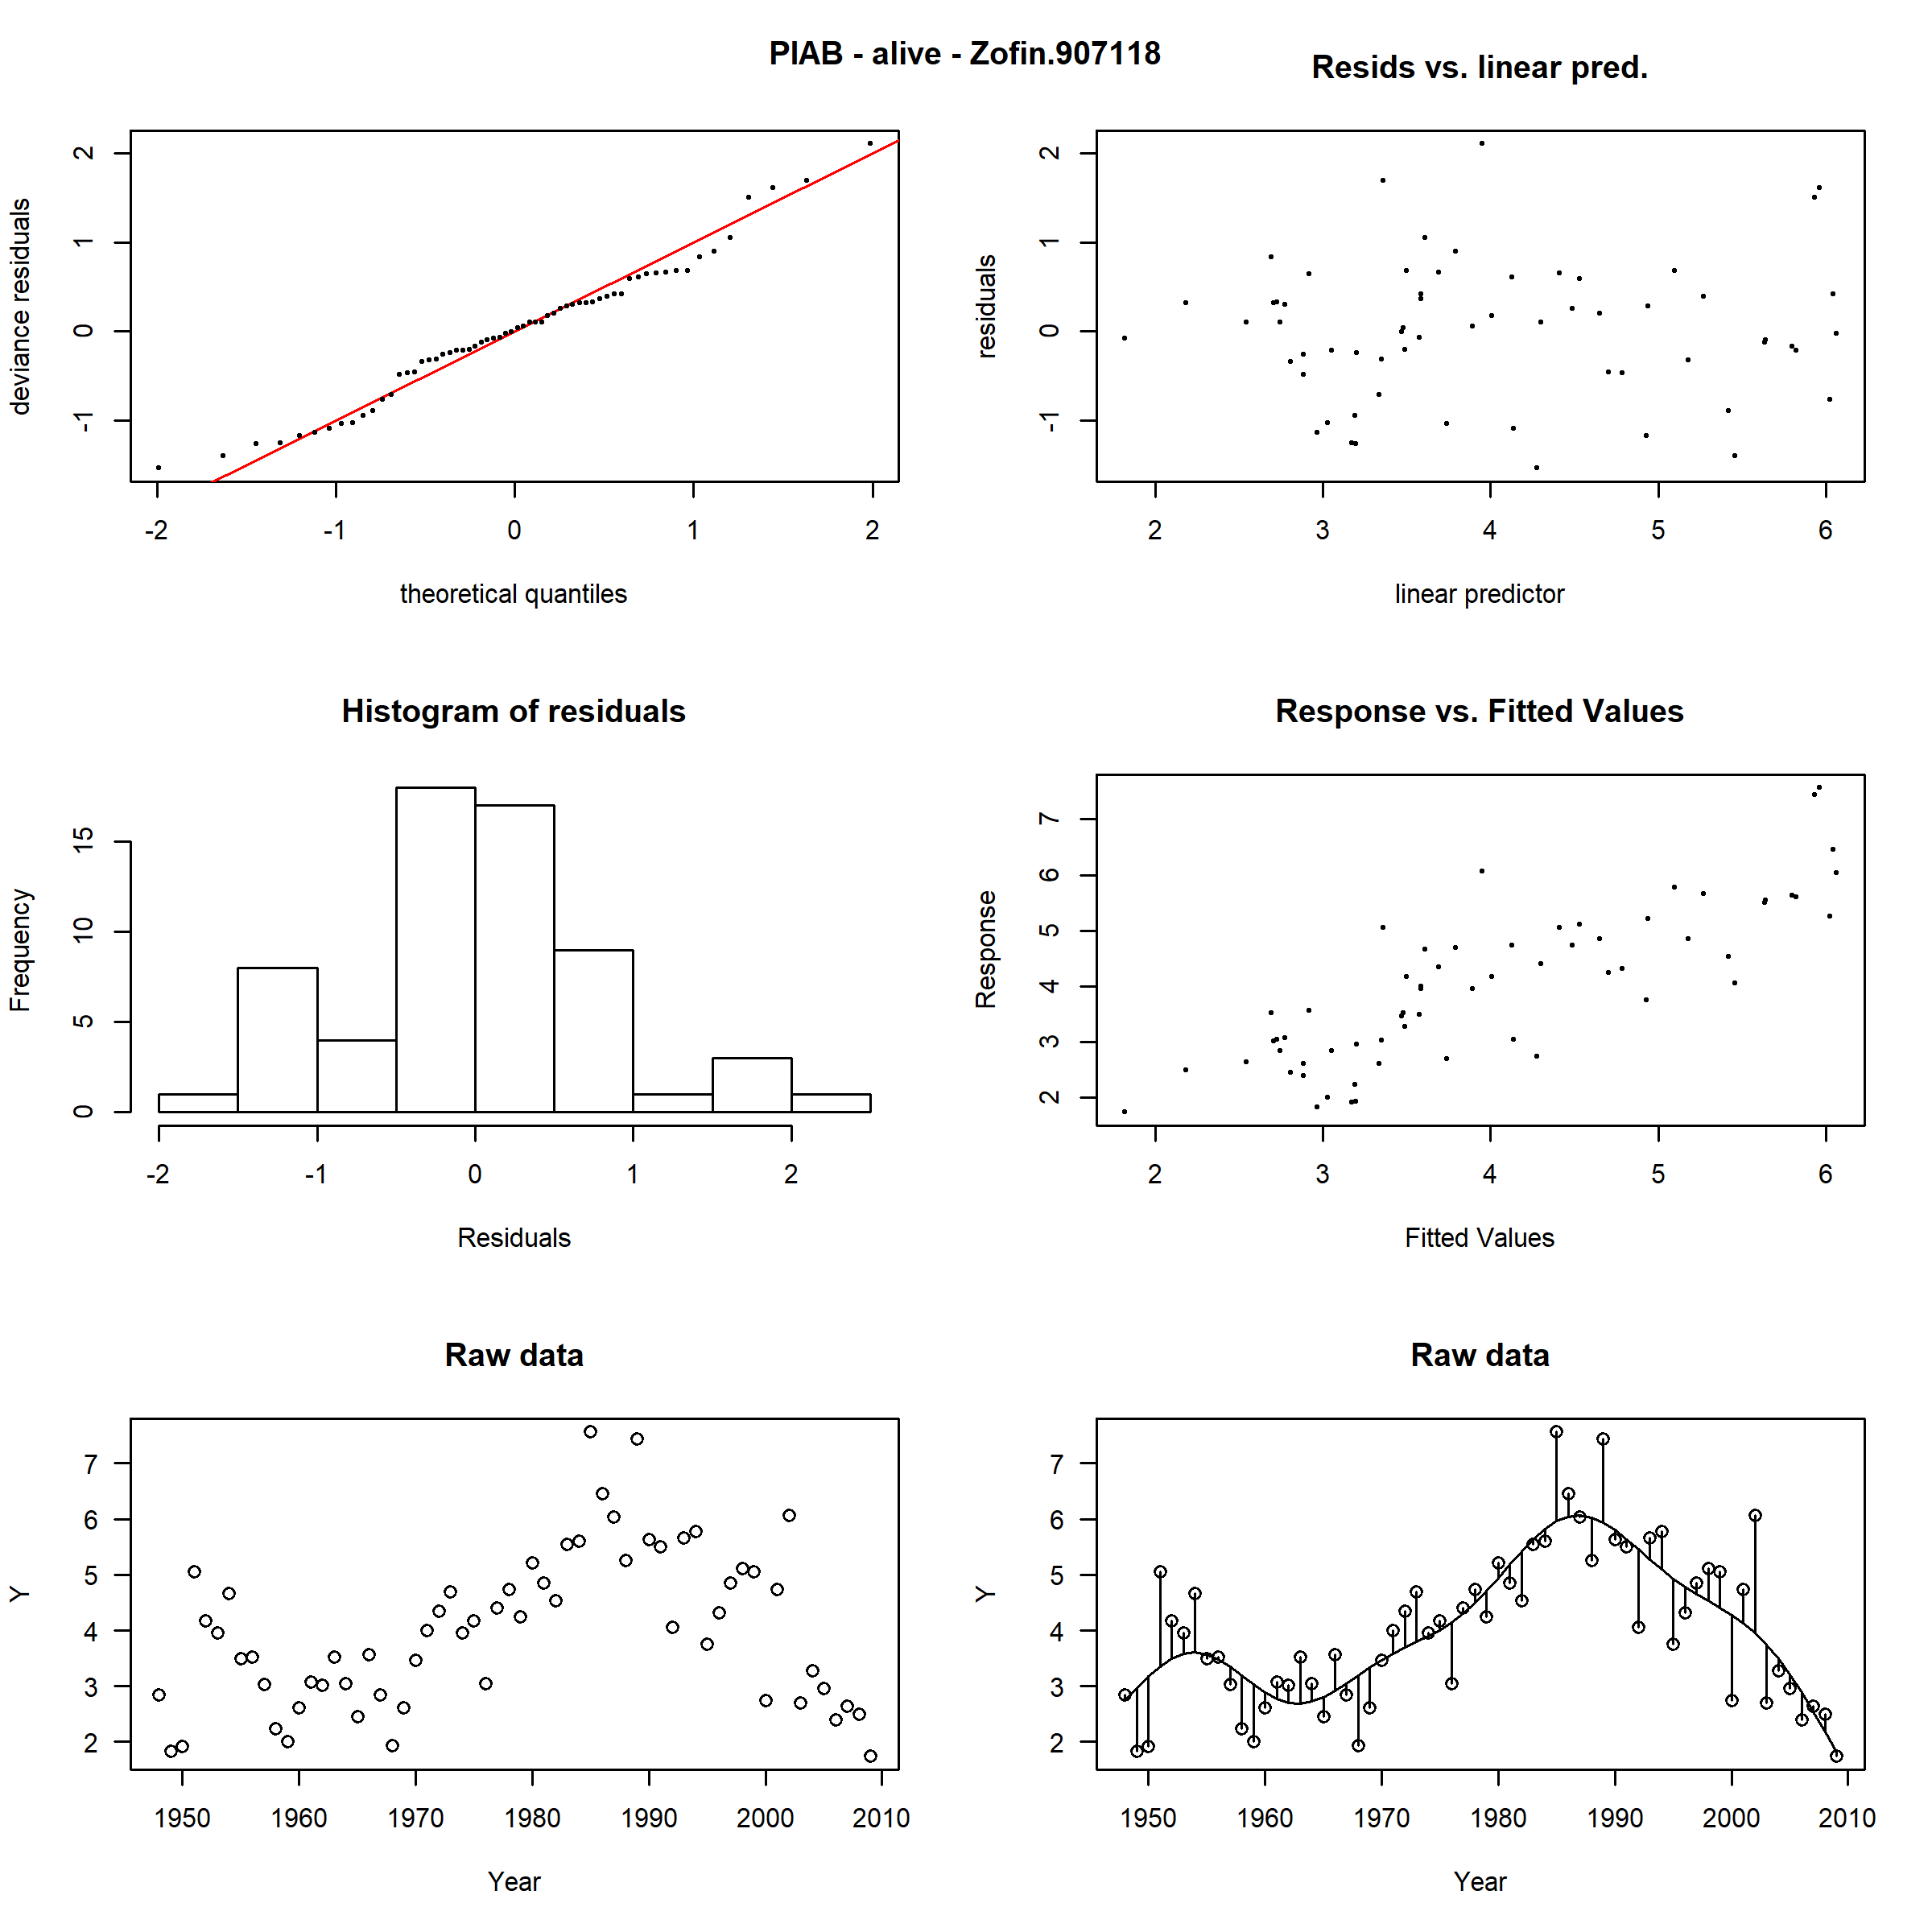 PIAB - alive - Zofin.907118
Resids vs. linear pred.
deviance residuals
2
1
0
-1
-2 -1 0 1 2
theoretical quantiles
residuals
2
1
0
-1
2 3 4 5 6
linear predictor
Histogram of residuals
Frequency
15
10
5
0
-2 -1 0 1 2
Residuals
Response vs. Fitted Values
Response
7
6
5
4
3
2
2 3 4 5 6
Fitted Values
Raw data
Y
7
6
5
4
3
2
1950 1960 1970 1980 1990 2000 2010
Year
Raw data
Y
7
6
5
4
3
2
1950 1960 1970 1980 1990 2000 2010
Year